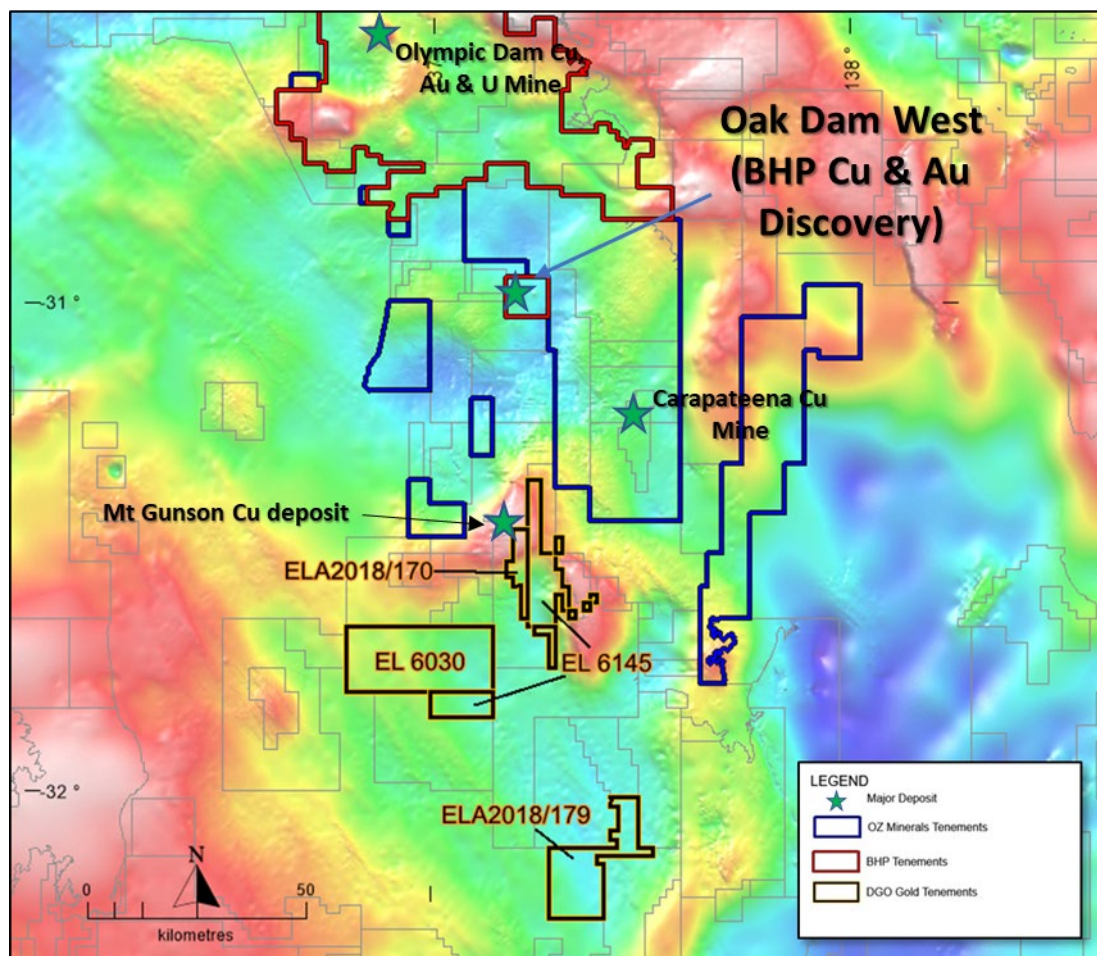 Olympic Dam Cu,
Au & U Mine
138 °
Oak Dam West
(BHP Cu & Au
Discovery)
-31 °
Carapateena Cu
Mine
Mt Gunson Cu deposit
ELA2018/170
EL 6030
EL 6145
-32 °
ELA2018/179
N
0
50
kilometres
LEGEND
Major Deposit
OZ Minerals Tenements
BHP Tenements
DGO Gold Tenements